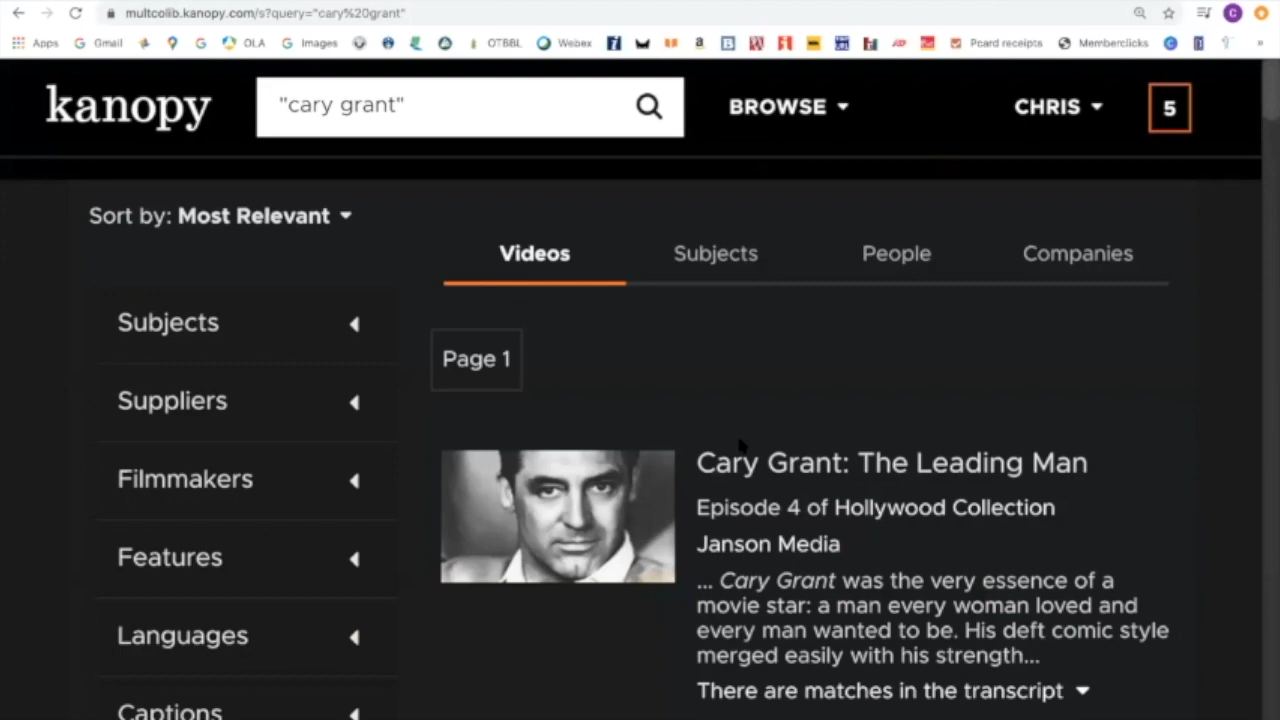 multcolib.kanopy.com/s?query="cary%20grant"
Apps
Gmail
OLA
Images
OTBBL
Webex
Pcard receipts
Memberclicks
»
kanopy
"cary grant"
BROWSE
CHRIS
5
Sort by: Most Relevant
Videos
Subjects
People
Companies
Subjects
Suppliers
Filmmakers
Features
Languages
Captions
Page 1
Cary Grant: The Leading Man
Episode 4 of Hollywood Collection
Janson Media
... Cary Grant was the very essence of a
movie star: a man every woman loved and
every man wanted to be. His deft comic style
merged easily with his strength...
There are matches in the transcript